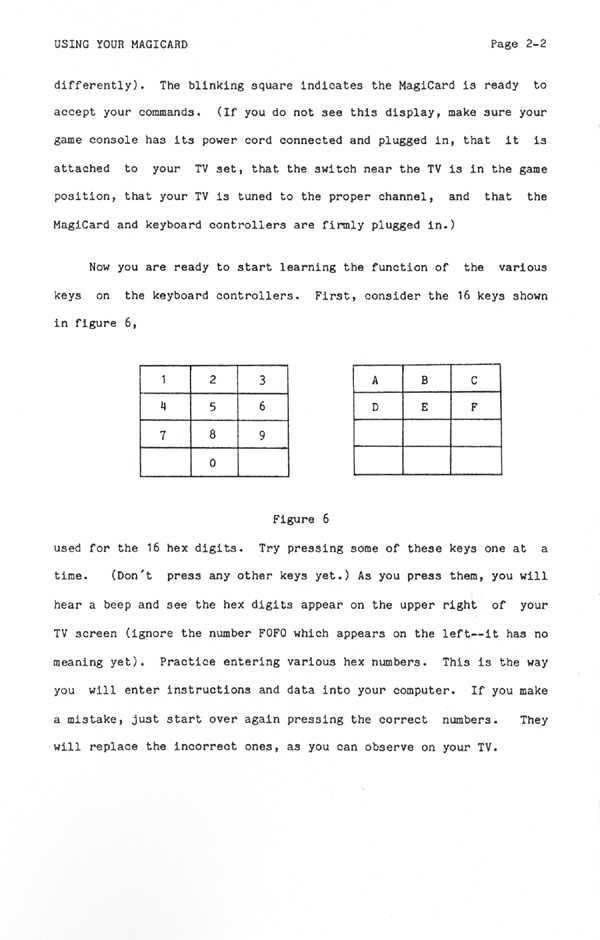 USING YOUR MAGICARD Page 2-2
differently). The blinking square indicates the MagiCard is ready to
accept your commands. (If you do not see this display, make sure your
game console has its power cord connected and plugged in, that it is
attached to your TV set, that the switch near the TV is in the game
position, that your TV is tuned to the proper channel, and that the
MagiCard and keyboard controllers are firmly plugged in.)
Now you are ready to start learning the function of the various
keys on the keyboard controllers. First, consider the 16 keys shown
in figure 6,
1 2 3 A B C
4 5 6 D E F
7 8 9
0
Figure 6
used for the 16 hex digits. Try pressing some of these keys one at a
time. (Don't press any other keys yet.) As you press them, you will
hear a beep and see the hex digits appear on the upper right of your
TV screen (ignore the number F0F0 which appears on the left--it has no
meaning yet). Practice entering various hex numbers. This is the way
you will enter instructions and data into your computer. If you make
a mistake, just start over again pressing the correct numbers. They
will replace the incorrect ones, as you can observe on your TV.